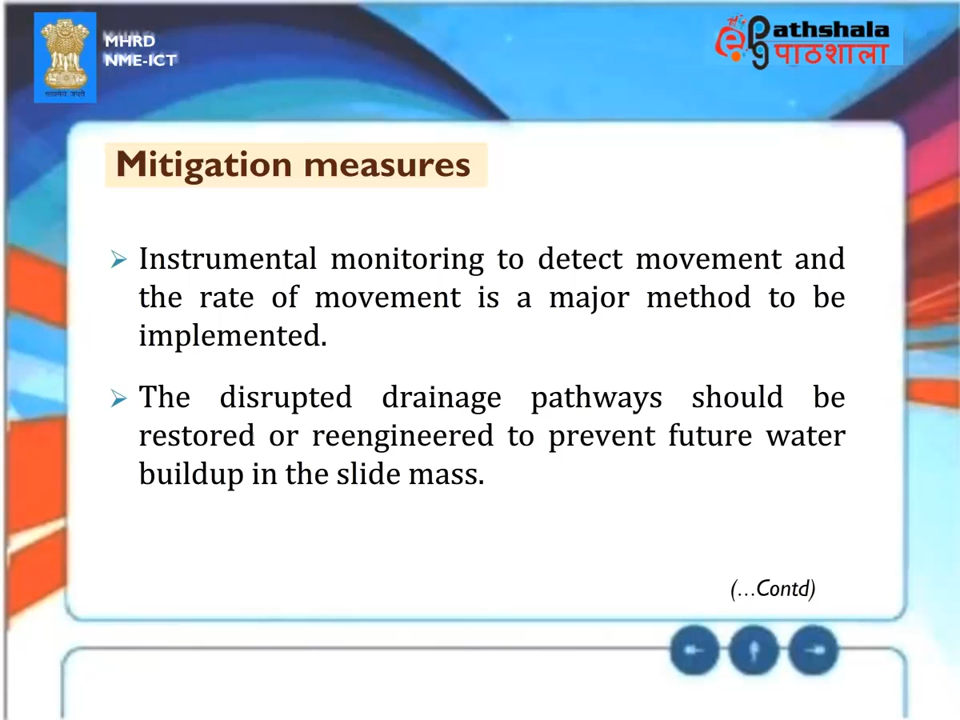 MHRD
NME-ICT
ePG Pathshala
पाठशाला
Mitigation measures
➢ Instrumental monitoring to detect movement and
the rate of movement is a major method to be
implemented.
➢ The disrupted drainage pathways should be
restored or reengineered to prevent future water
buildup in the slide mass.
(...Contd)